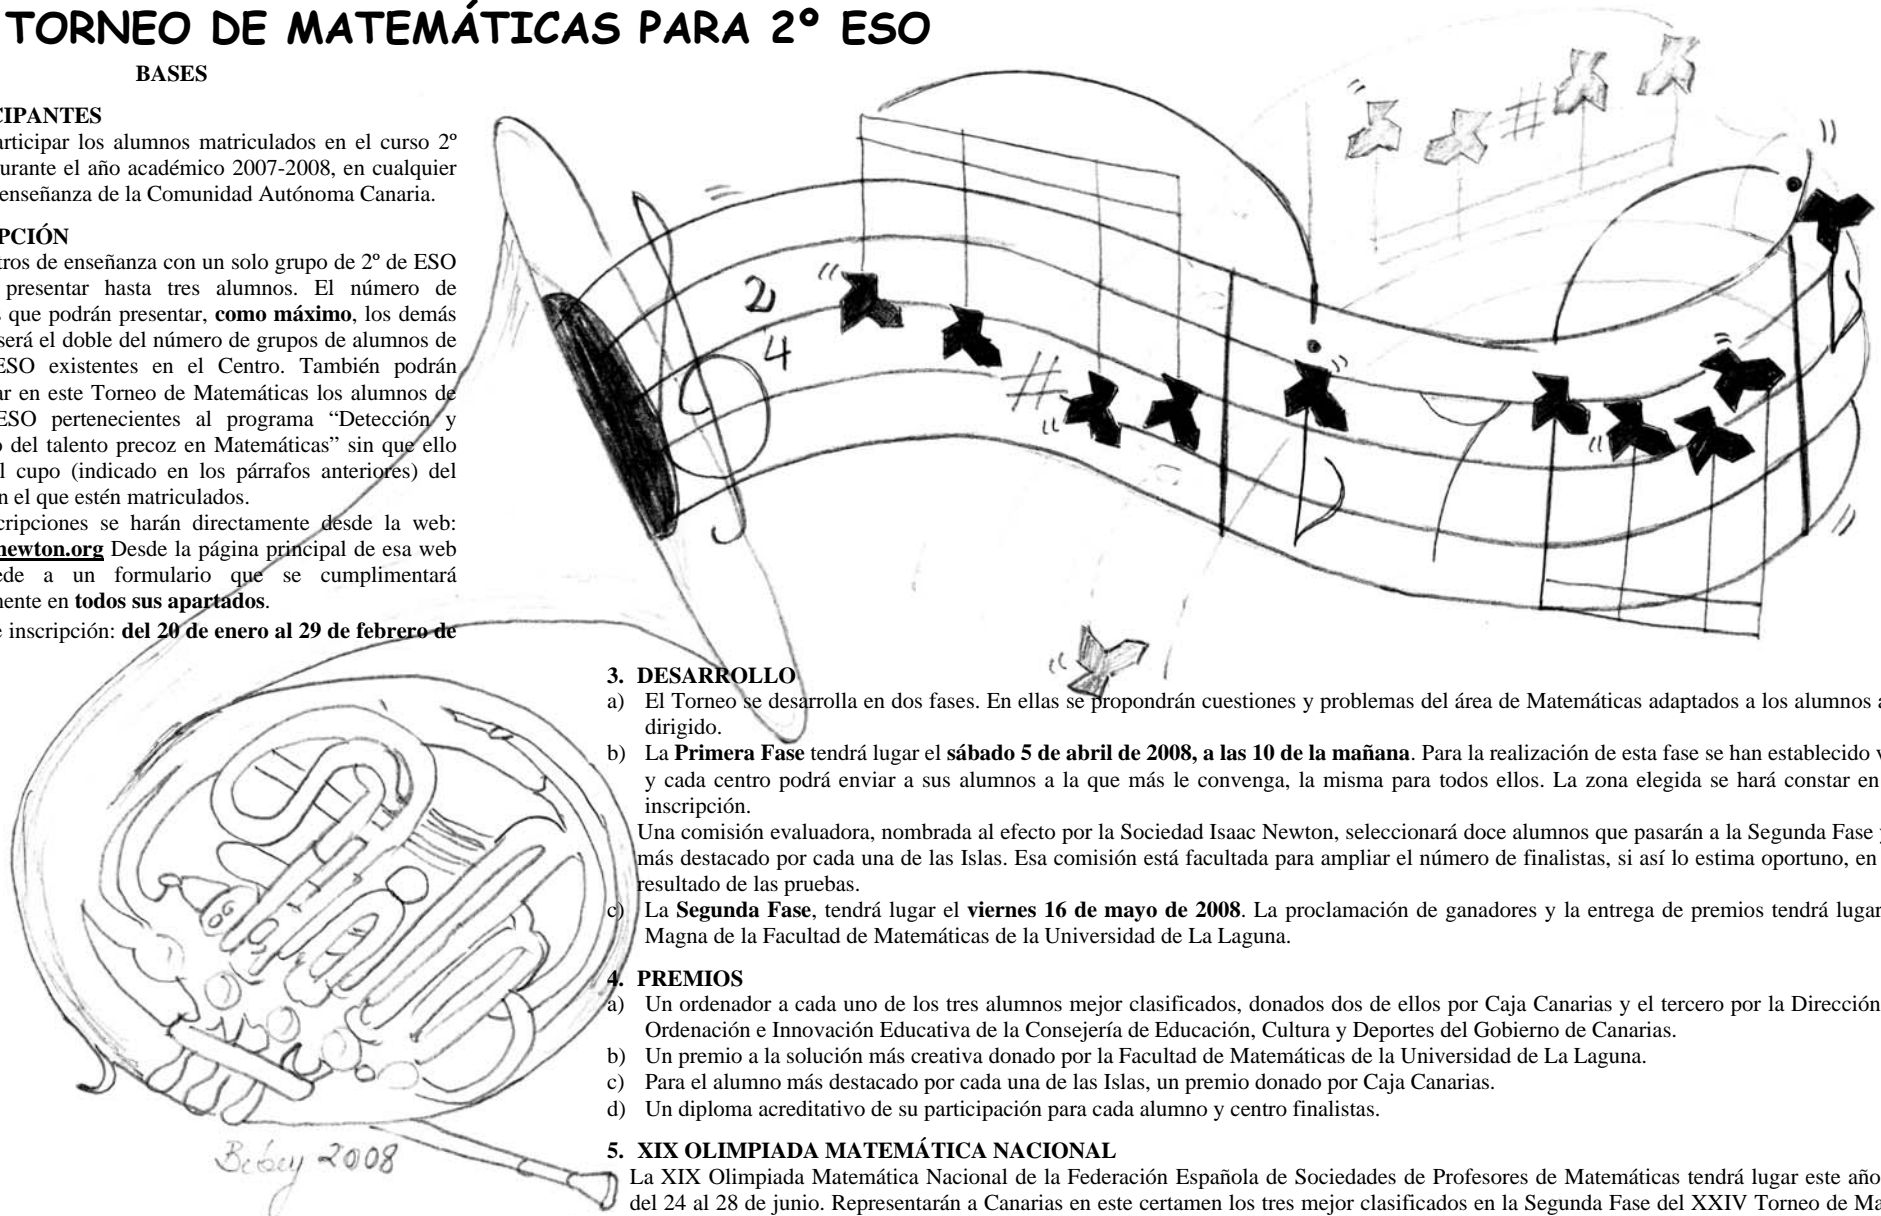 TORNEO DE MATEMÁTICAS PARA 2º ESO
BASES
CIPANTES
articipar los alumnos matriculados en el curso 2º
urante el año académico 2007-2008, en cualquier
enseñanza de la Comunidad Autónoma Canaria.
PCIÓN
tros de enseñanza con un solo grupo de 2º de ESO
presentar hasta tres alumnos. El número de
s que podrán presentar, como máximo, los demás
será el doble del número de grupos de alumnos de
ESO existentes en el Centro. También podrán
ar en este Torneo de Matemáticas los alumnos de
ESO pertenecientes al programa “Detección y
o del talento precoz en Matemáticas” sin que ello
l cupo (indicado en los párrafos anteriores) del
n el que estén matriculados.
cripciones se harán directamente desde la web:
newton.org Desde la página principal de esa web
ede a un formulario que se cumplimentará
mente en todos sus apartados.
e inscripción: del 20 de enero al 29 de febrero de
2
4
3. DESARROLLO
a) El Torneo se desarrolla en dos fases. En ellas se propondrán cuestiones y problemas del área de Matemáticas adaptados a los alumnos a
dirigido.
b) La Primera Fase tendrá lugar el sábado 5 de abril de 2008, a las 10 de la mañana. Para la realización de esta fase se han establecido v
y cada centro podrá enviar a sus alumnos a la que más le convenga, la misma para todos ellos. La zona elegida se hará constar en
inscripción.
Una comisión evaluadora, nombrada al efecto por la Sociedad Isaac Newton, seleccionará doce alumnos que pasarán a la Segunda Fase y
más destacado por cada una de las Islas. Esa comisión está facultada para ampliar el número de finalistas, si así lo estima oportuno, en
resultado de las pruebas.
c) La Segunda Fase, tendrá lugar el viernes 16 de mayo de 2008. La proclamación de ganadores y la entrega de premios tendrá lugar
Magna de la Facultad de Matemáticas de la Universidad de La Laguna.
4. PREMIOS
a) Un ordenador a cada uno de los tres alumnos mejor clasificados, donados dos de ellos por Caja Canarias y el tercero por la Dirección
Ordenación e Innovación Educativa de la Consejería de Educación, Cultura y Deportes del Gobierno de Canarias.
b) Un premio a la solución más creativa donado por la Facultad de Matemáticas de la Universidad de La Laguna.
c) Para el alumno más destacado por cada una de las Islas, un premio donado por Caja Canarias.
d) Un diploma acreditativo de su participación para cada alumno y centro finalistas.
2008
5. XIX OLIMPIADA MATEMÁTICA NACIONAL
La XIX Olimpiada Matemática Nacional de la Federación Española de Sociedades de Profesores de Matemáticas tendrá lugar este año
del 24 al 28 de junio. Representarán a Canarias en este certamen los tres mejor clasificados en la Segunda Fase del XXIV Torneo de Ma